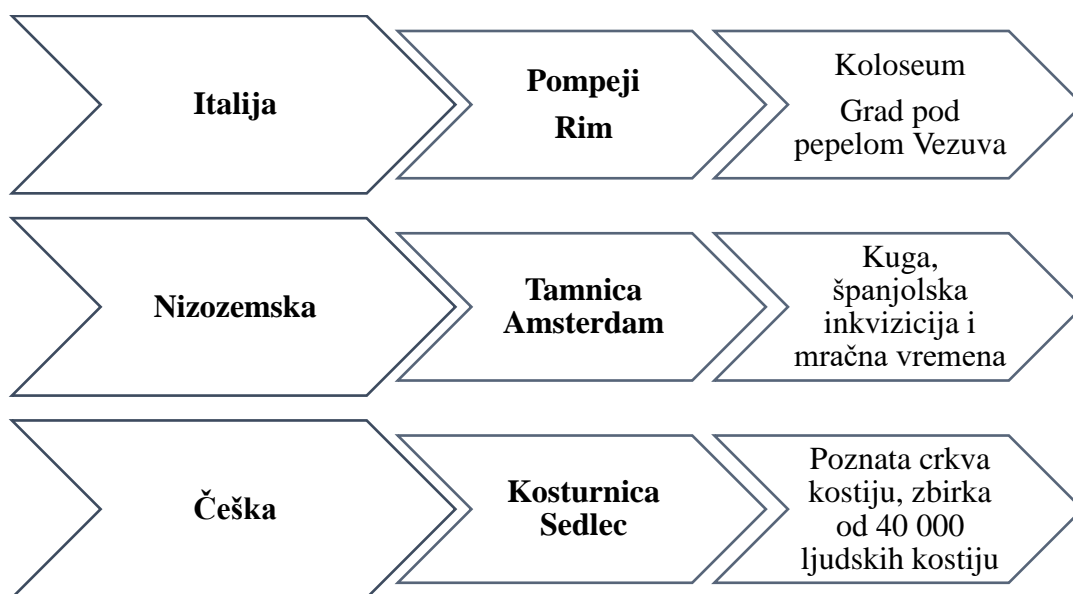 Italija
Pompeji
Rim
Koloseum
Grad pod
pepelom Vezuva
Nizozemska
Tamnica
Amsterdam
Kuga,
španjolska
inkvizicija i
mračna vremena
Češka
Kosturnica
Sedlec
Poznata crkva
kostiju, zbirka
od 40 000
ljudskih kostiju